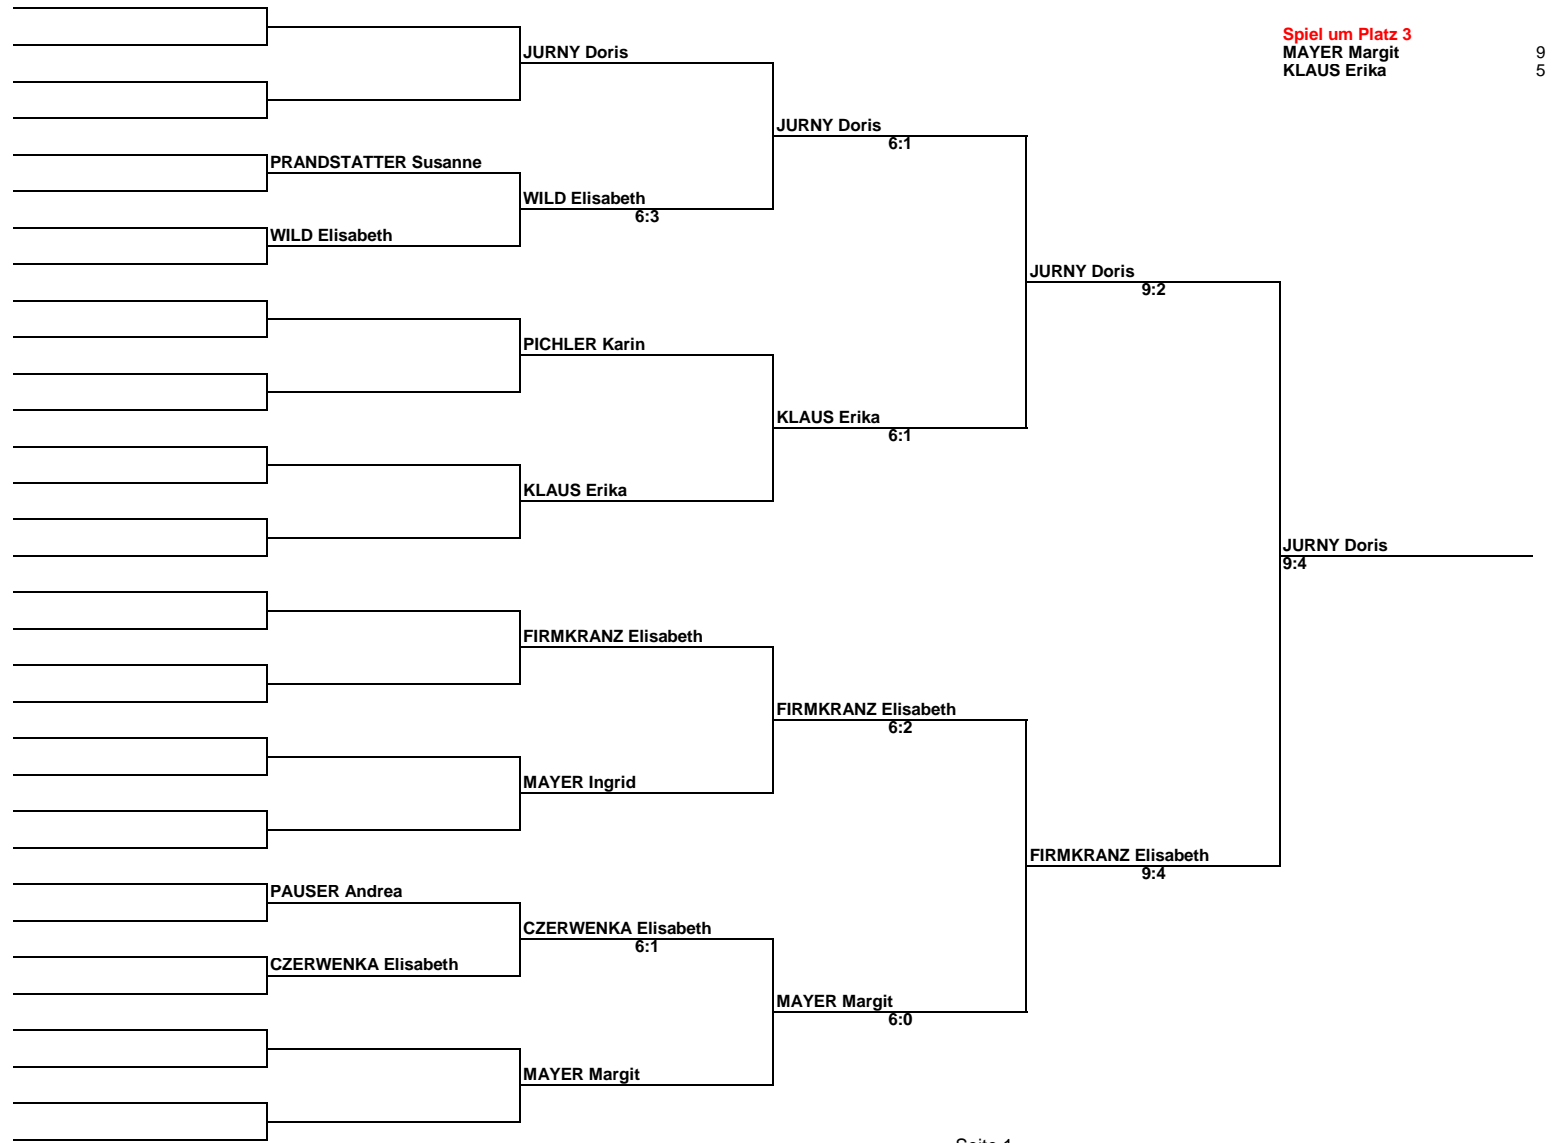 Spiel um Platz 3
MAYER Margit 9
KLAUS Erika 5
JURNY Doris
JURNY Doris
6:1
PRANDSTATTER Susanne
WILD Elisabeth
6:3
WILD Elisabeth
JURNY Doris
9:2
PICHLER Karin
KLAUS Erika
6:1
KLAUS Erika
JURNY Doris
9:4
FIRMKRANZ Elisabeth
FIRMKRANZ Elisabeth
6:2
MAYER Ingrid
FIRMKRANZ Elisabeth
9:4
PAUSER Andrea
CZERWENKA Elisabeth
6:1
CZERWENKA Elisabeth
MAYER Margit
6:0
MAYER Margit
Seite 1